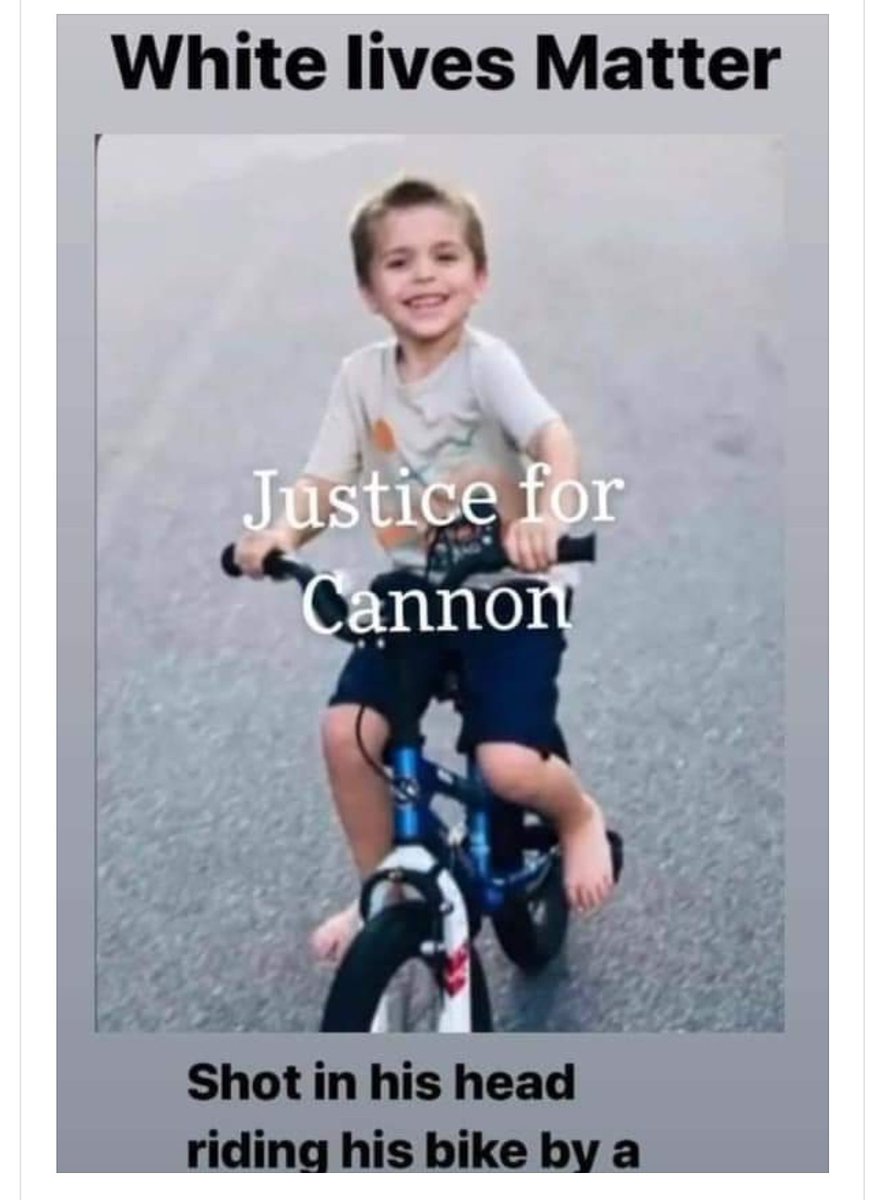 White lives Matter
Justice for
Cannon
Shot in his head
riding his bike by a